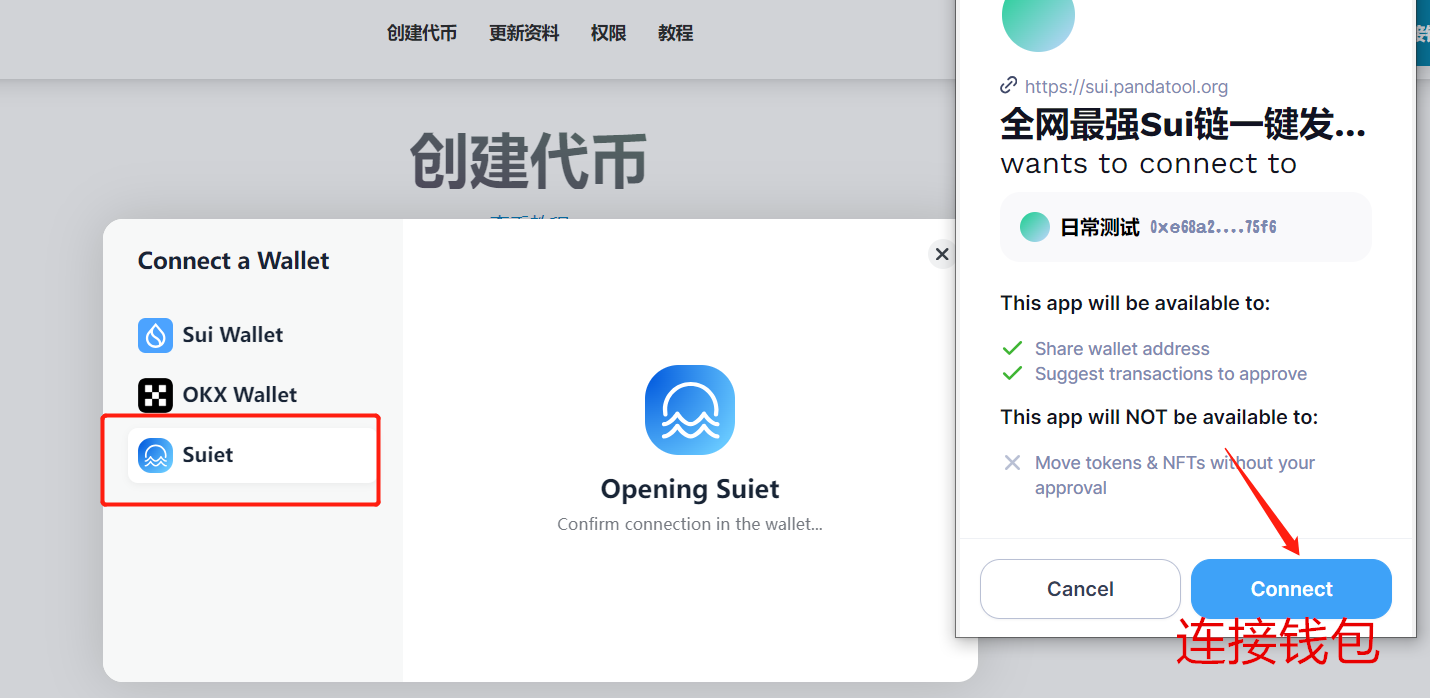 创建代币 更新资料 权限 教程
创建代币
Connect a Wallet
Sui Wallet
OKX Wallet
Suiet
Opening Suiet
Confirm connection in the wallet...
https://sui.pandatool.org
全网最强Sui链一键发...
wants to connect to
日常测试 0xe68a2....75f6
This app will be available to:
Share wallet address
Suggest transactions to approve
This app will NOT be available to:
Move tokens & NFTs without your
approval
Cancel Connect
连接钱包